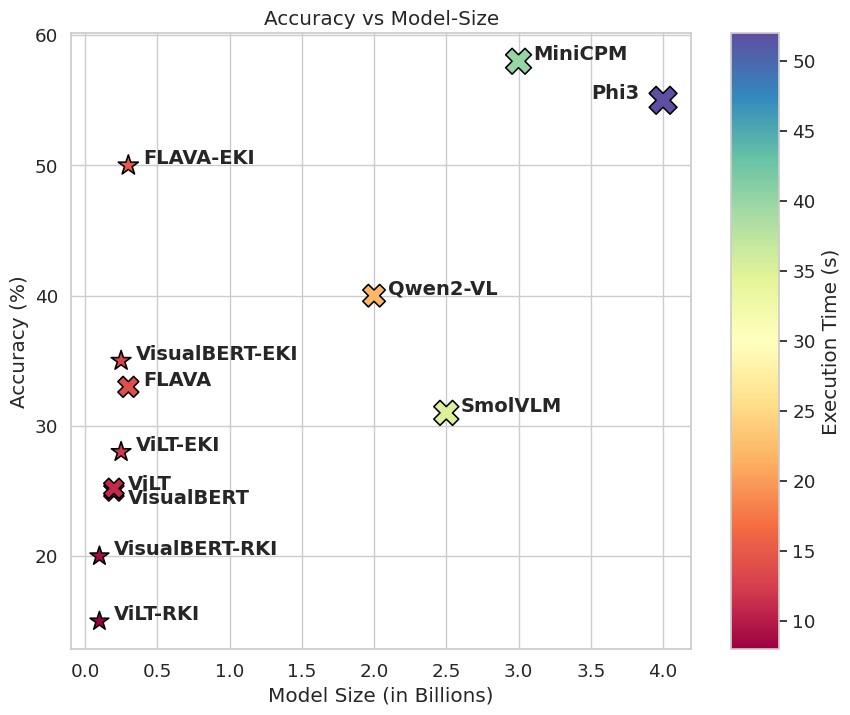 Accuracy vs Model-Size
60
50
40
30
20
Accuracy (%)
MiniCPM
Phi3
FLAVA-EKI
Qwen2-VL
VisualBERT-EKI
FLAVA
SmolVLM
ViLT-EKI
ViLT
VisualBERT
VisualBERT-RKI
ViLT-RKI
0.0 0.5 1.0 1.5 2.0 2.5 3.0 3.5 4.0
Model Size (in Billions)
50
45
40
35
30
25
20
15
10
Execution Time (s)